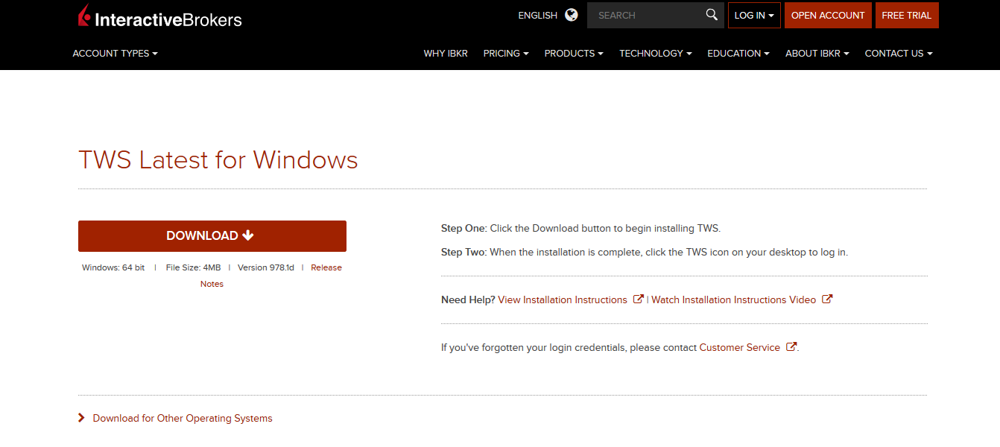 InteractiveBrokers
ENGLISH SEARCH LOG IN OPEN ACCOUNT FREE TRIAL
ACCOUNT TYPES WHY IBKR PRICING PRODUCTS TECHNOLOGY EDUCATION ABOUT IBKR CONTACT US
TWS Latest for Windows
DOWNLOAD
Windows: 64 bit | File Size: 4MB | Version 978.1d | Release
Notes
Step One: Click the Download button to begin installing TWS.
Step Two: When the installation is complete, click the TWS icon on your desktop to log in.
Need Help? View Installation Instructions | Watch Installation Instructions Video
If you've forgotten your login credentials, please contact Customer Service .
Download for Other Operating Systems